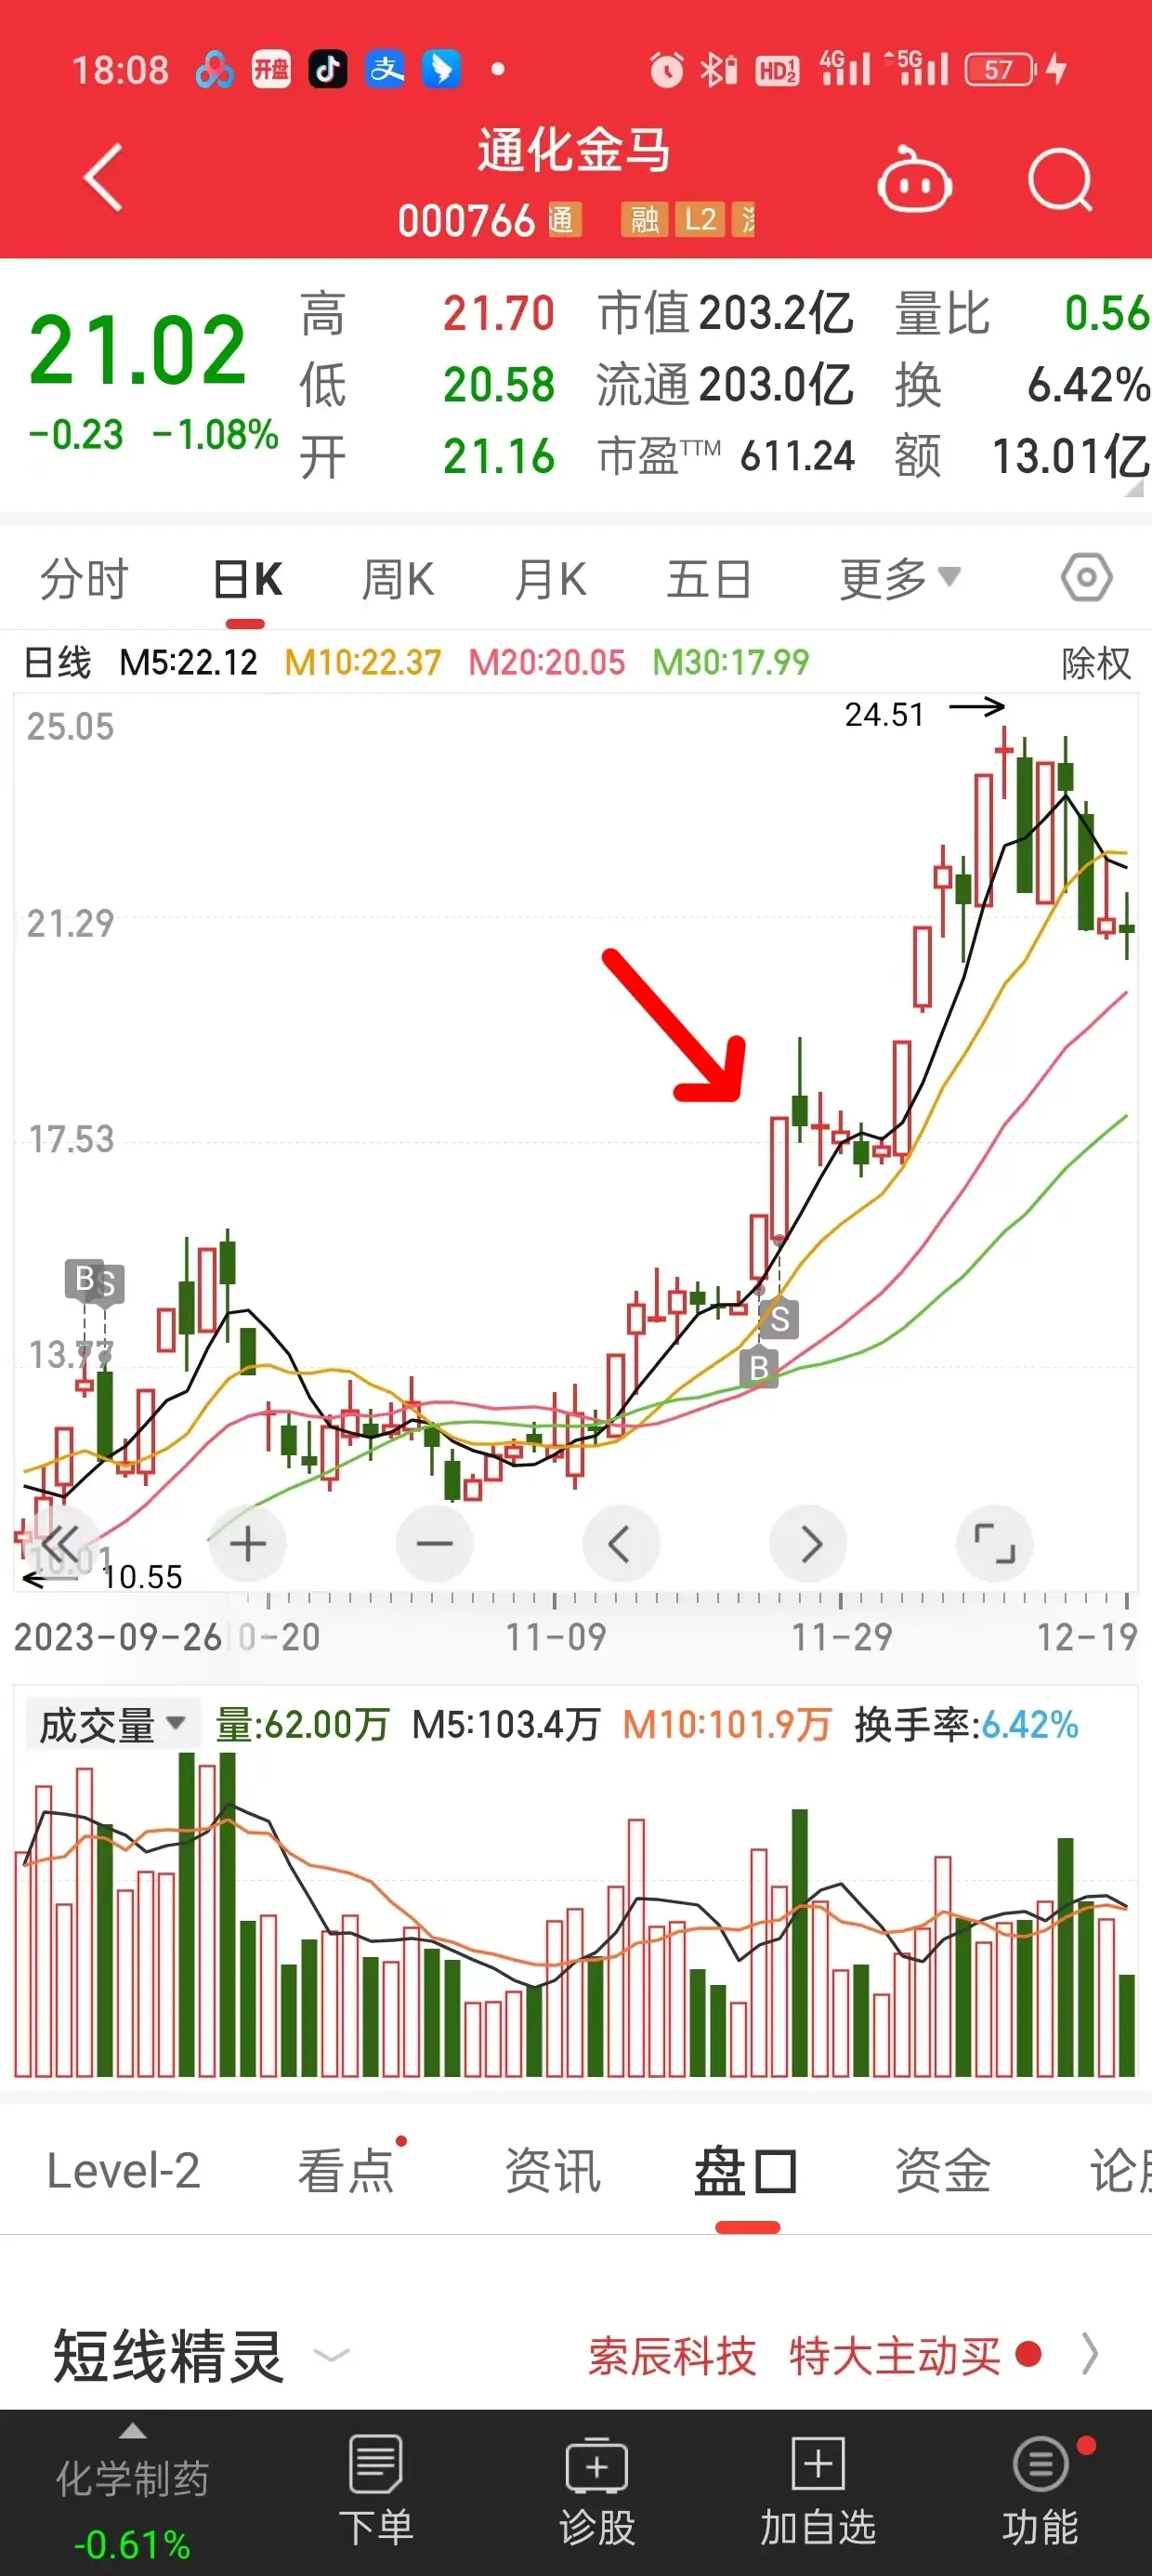 18:08 开盘 支 HD 1 2 4G 5G 57
通化金马
000766 通 融 L2
21.02
-0.23 -1.08%
高 21.70 市值 203.2亿 量比 0.56
低 20.58 流通 203.0亿 换 6.42%
开 21.16 市盈TTM 611.24 额 13.01亿
分时 日K 周K 月K 五日 更多
日线 M5:22.12 M10:22.37 M20:20.05 M30:17.99 除权
25.05
24.51
21.29
17.53
B S
13.77
S
B
10.01
10.55
2023-09-26 10-20 11-09 11-29 12-19
成交量 量:62.00万 M5:103.4万 M10:101.9万 换手率:6.42%
Level-2 看点 资讯 盘口 资金 论
短线精灵 索辰科技 特大主动买
化学制药 下单 诊股 加自选 功能
-0.61%